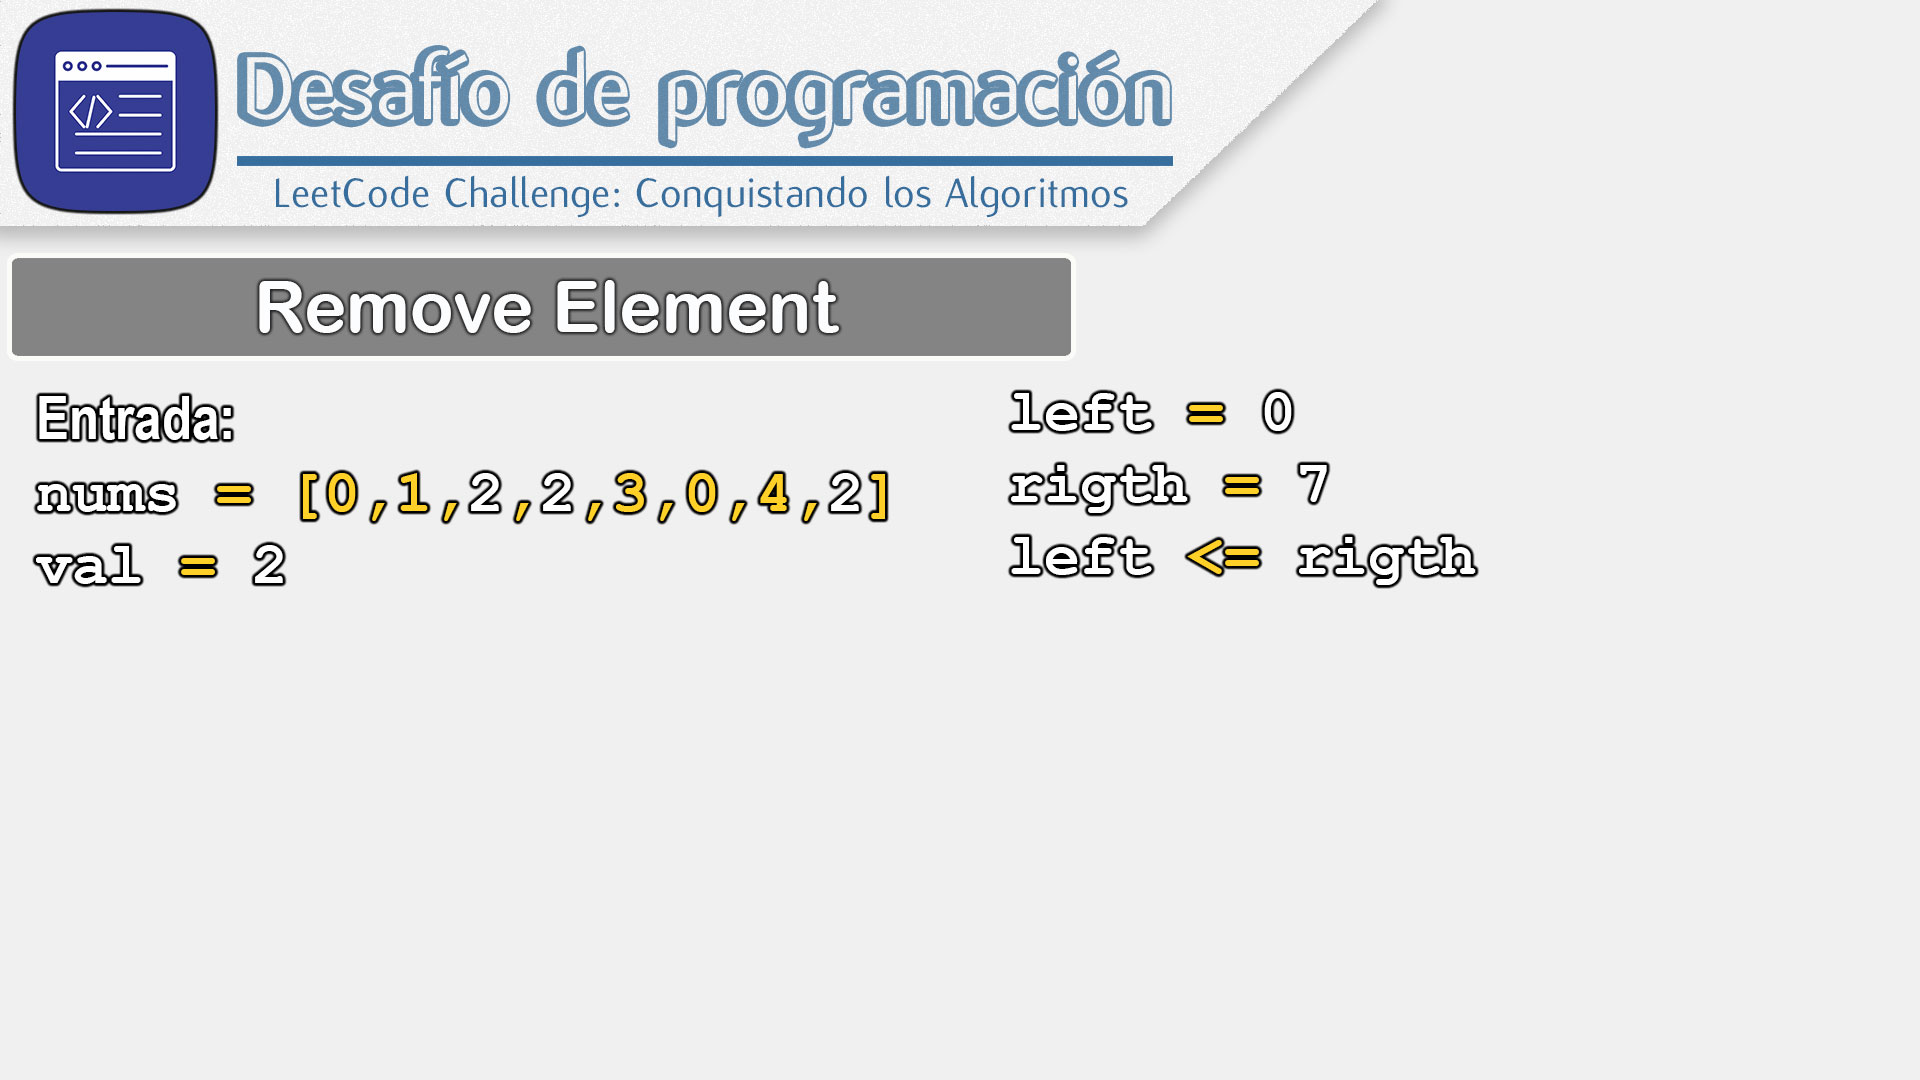 Desafío de programación
LeetCode Challenge: Conquistando los Algoritmos
Remove Element
Entrada:
nums = [0,1,2,2,3,0,4,2]
val = 2
left = 0
rigth = 7
left <= rigth